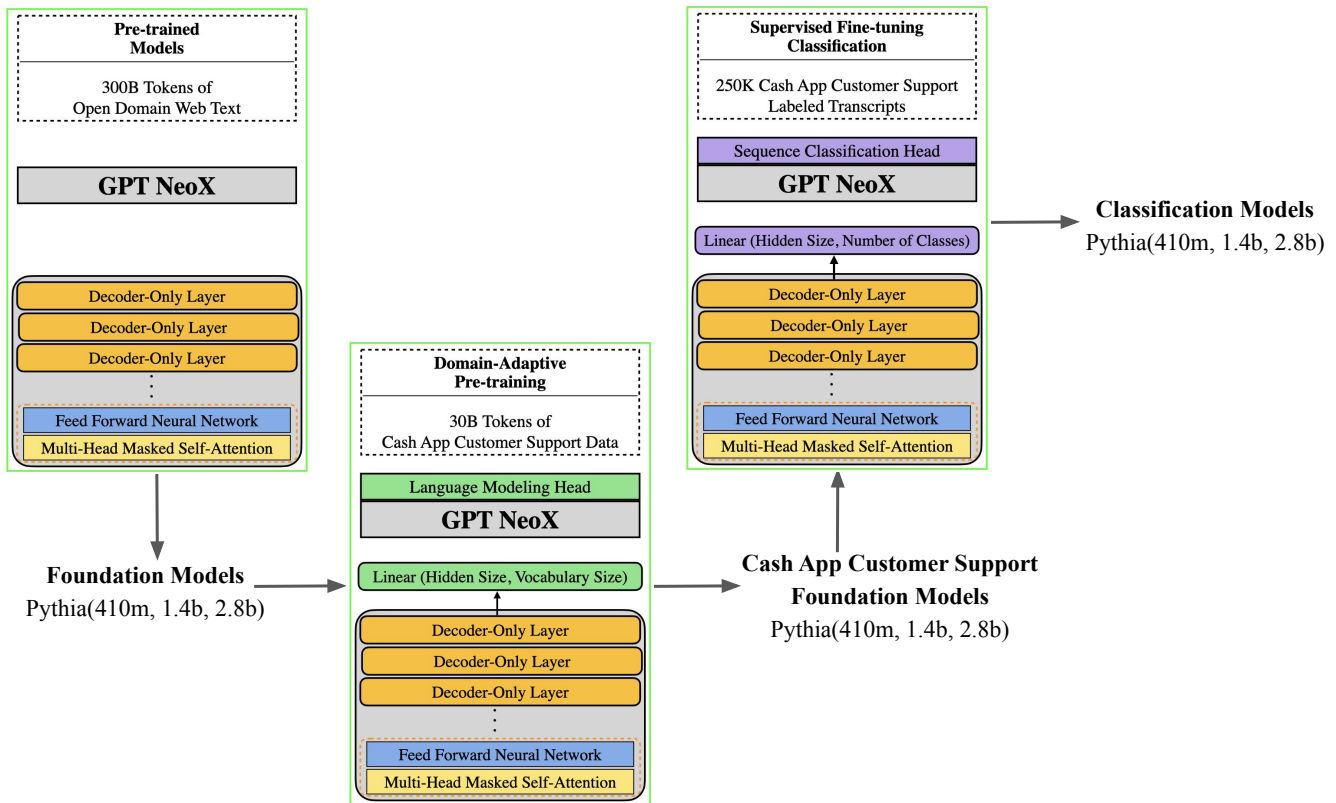 Pre-trained
Models
300B Tokens of
Open Domain Web Text
GPT NeoX
Decoder-Only Layer
Decoder-Only Layer
Decoder-Only Layer
Feed Forward Neural Network
Multi-Head Masked Self-Attention
Foundation Models
Pythia(410m, 1.4b, 2.8b)
Domain-Adaptive
Pre-training
30B Tokens of
Cash App Customer Support Data
Language Modeling Head
GPT NeoX
Linear (Hidden Size, Vocabulary Size)
Decoder-Only Layer
Decoder-Only Layer
Decoder-Only Layer
Feed Forward Neural Network
Multi-Head Masked Self-Attention
Cash App Customer Support
Foundation Models
Pythia(410m, 1.4b, 2.8b)
Supervised Fine-tuning
Classification
250K Cash App Customer Support
Labeled Transcripts
Sequence Classification Head
GPT NeoX
Linear (Hidden Size, Number of Classes)
Decoder-Only Layer
Decoder-Only Layer
Decoder-Only Layer
Feed Forward Neural Network
Multi-Head Masked Self-Attention
Classification Models
Pythia(410m, 1.4b, 2.8b)